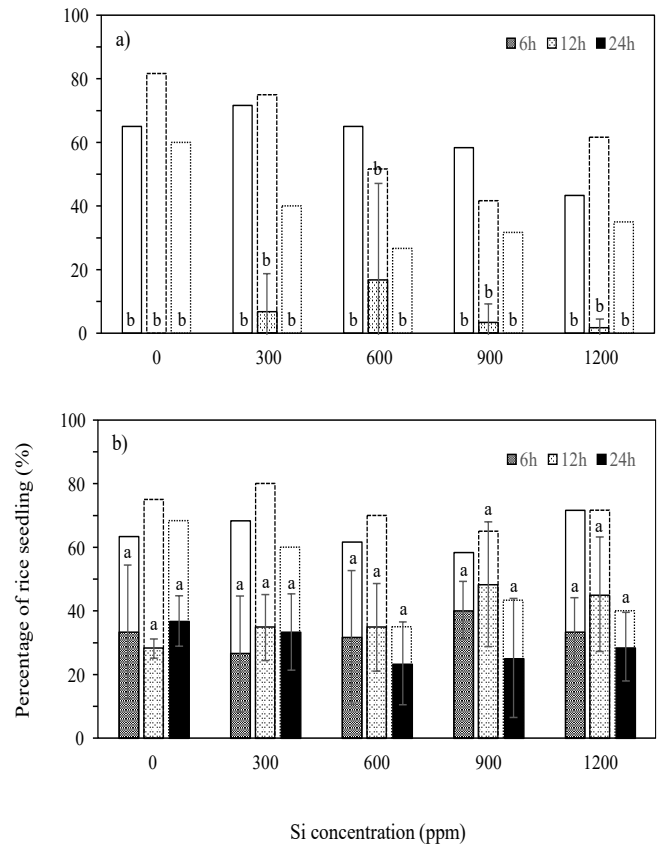 100
a)
6h 12h 24h
80
60
40
20
0
b b b b b b b b b b b b b b b
0 300 600 900 1200
Percentage of rice seedling (%)
100
b)
6h 12h 24h
80
60
40
20
0
a a a a a a a a a a a a a a a
0 300 600 900 1200
Si concentration (ppm)